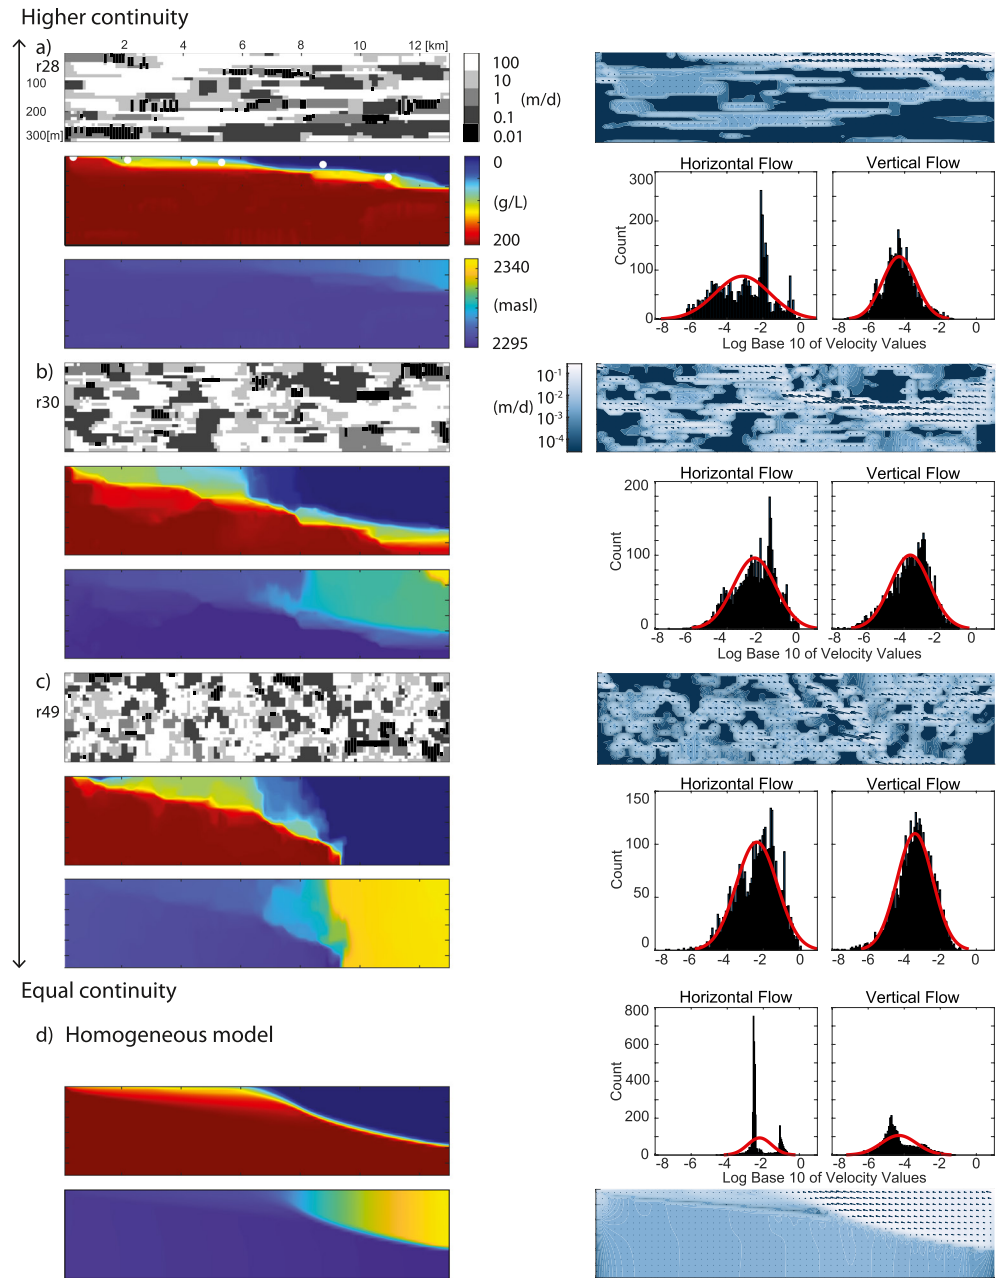 Higher continuity
a)
2 4 6 8 10 12 [km]
r28
100
200
300[m]
100
10
1
0.1
0.01
(m/d)
0
(g/L)
200
2340
(masl)
2295
Horizontal Flow
Vertical Flow
300
200
100
0
Count
-8 -6 -4 -2 0
-8 -6 -4 -2 0
Log Base 10 of Velocity Values
b)
r30
(m/d)
10-1
10-2
10-3
10-4
Horizontal Flow
Vertical Flow
200
100
0
Count
-8 -6 -4 -2 0
-8 -6 -4 -2 0
Log Base 10 of Velocity Values
c)
r49
Horizontal Flow
Vertical Flow
150
100
50
0
Count
-8 -6 -4 -2 0
-8 -6 -4 -2 0
Equal continuity
d) Homogeneous model
Horizontal Flow
Vertical Flow
800
600
400
200
0
Count
-8 -6 -4 -2 0
-8 -6 -4 -2 0
Log Base 10 of Velocity Values